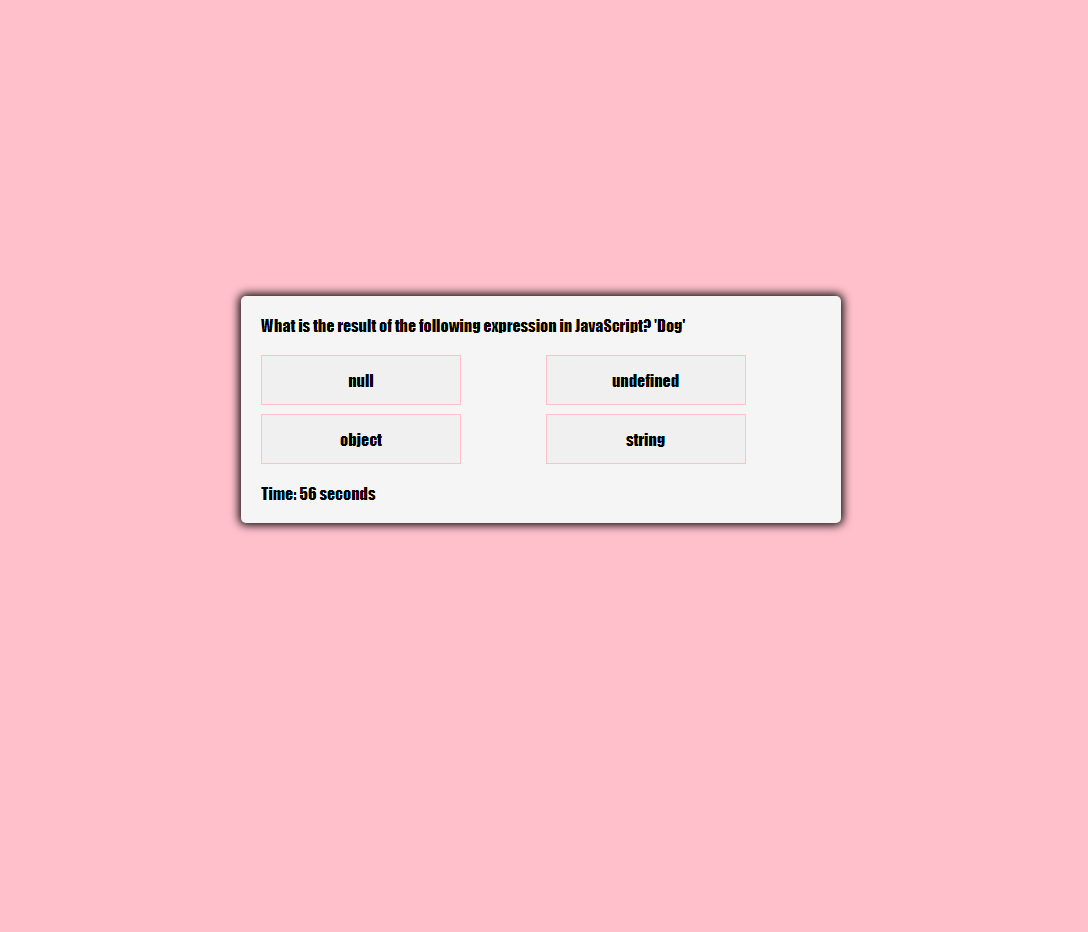 What is the result of the following expression in JavaScript? 'Dog'
null
undefined
object
string
Time: 56 seconds